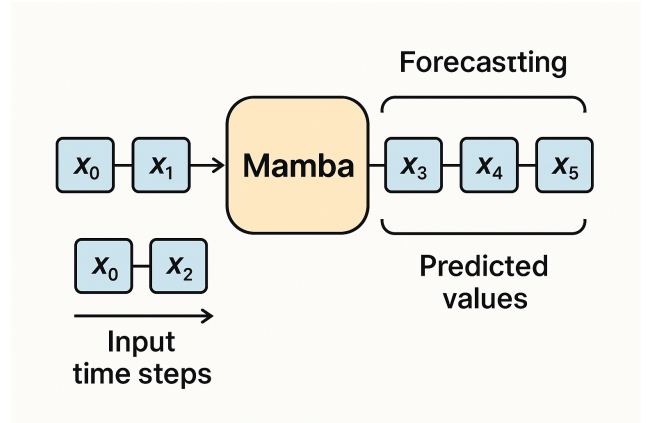 Forecastting
x₀ x₁ Mamba x₃ x₄ x₅
x₀ x₂
Predicted
values
Input
time steps